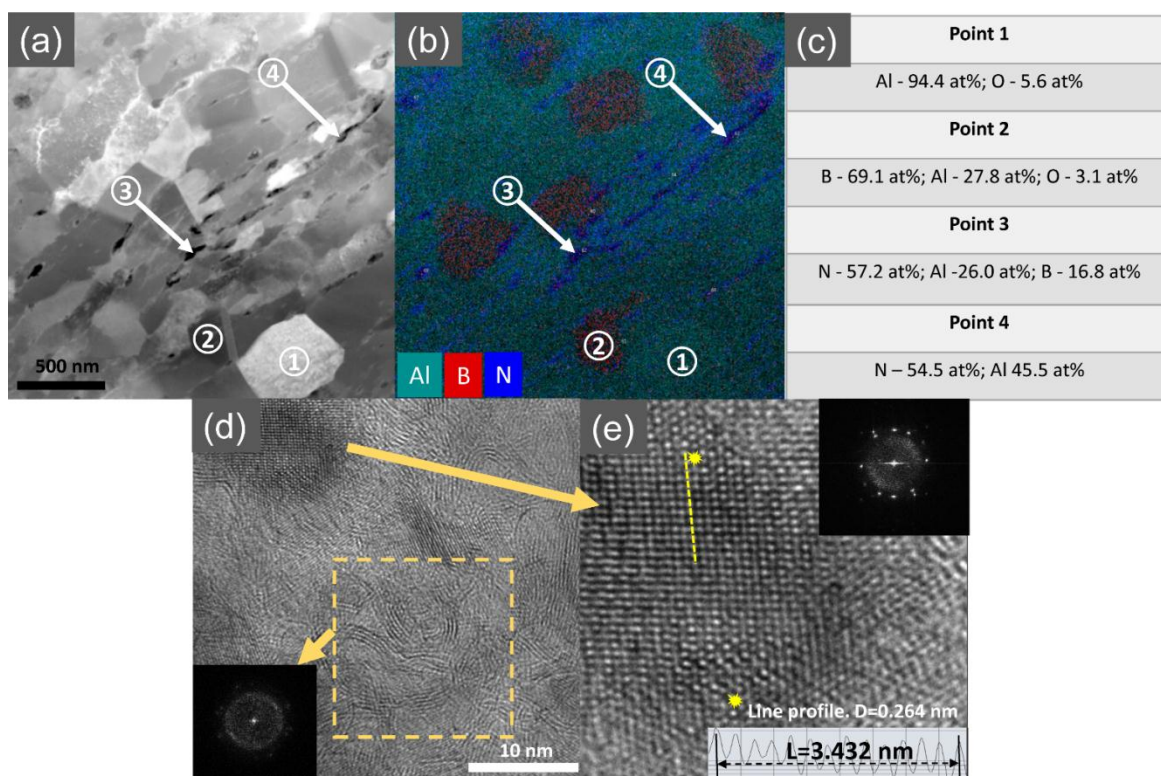 (a)
④
③
②
①
500 nm
(b)
④
③
②
①
Al B N
(c)
Point 1
Al - 94.4 at%; O - 5.6 at%
Point 2
B - 69.1 at%; Al - 27.8 at%; O - 3.1 at%
Point 3
N - 57.2 at%; Al -26.0 at%; B - 16.8 at%
Point 4
N – 54.5 at%; Al 45.5 at%
(d)
10 nm
(e)
Line profile. D=0.264 nm
L=3.432 nm